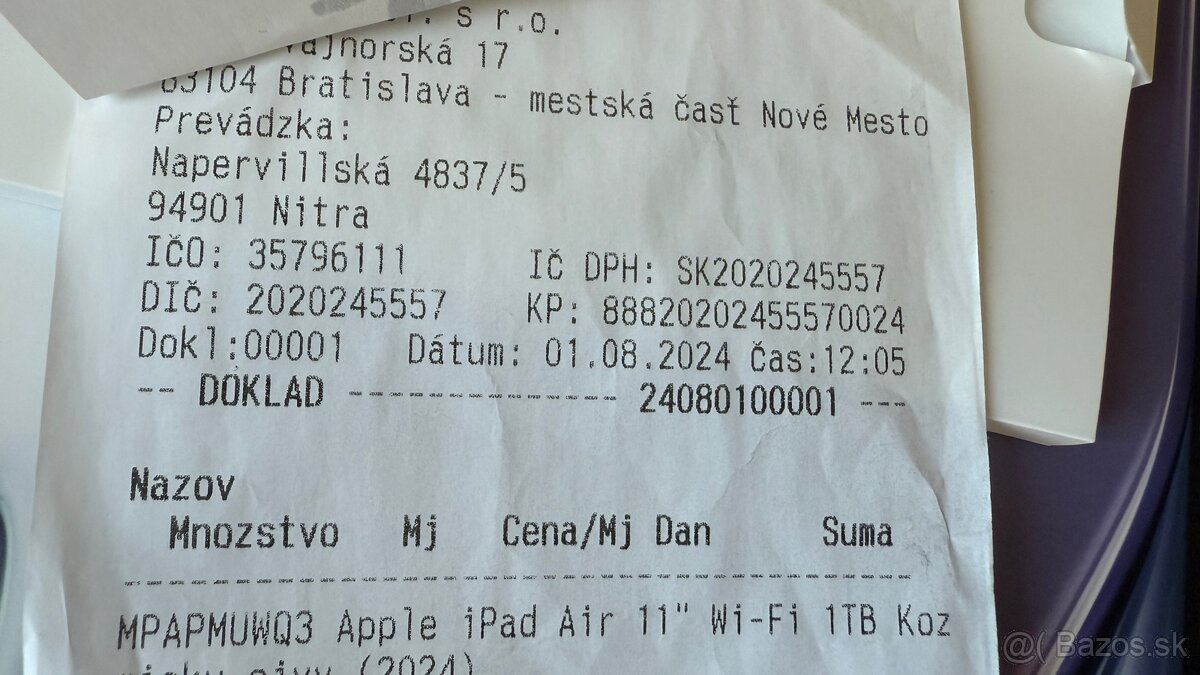 s r.o.
Vajnorská 17
83104 Bratislava - mestská časť Nové Mesto
Prevádzka:
Napervillská 4837/5
94901 Nitra
IČO: 35796111 IČ DPH: SK2020245557
DIČ: 2020245557 KP: 88820202455570024
Dokl:00001 Dátum: 01.08.2024 Čas:12:05
-- DOKLAD ---------------- 24080100001 ---
Nazov
Mnozstvo Mj Cena/Mj Dan Suma
MPAPMUWQ3 Apple iPad Air 11" Wi-Fi 1TB Koz
(2024)
@( Bazos.sk